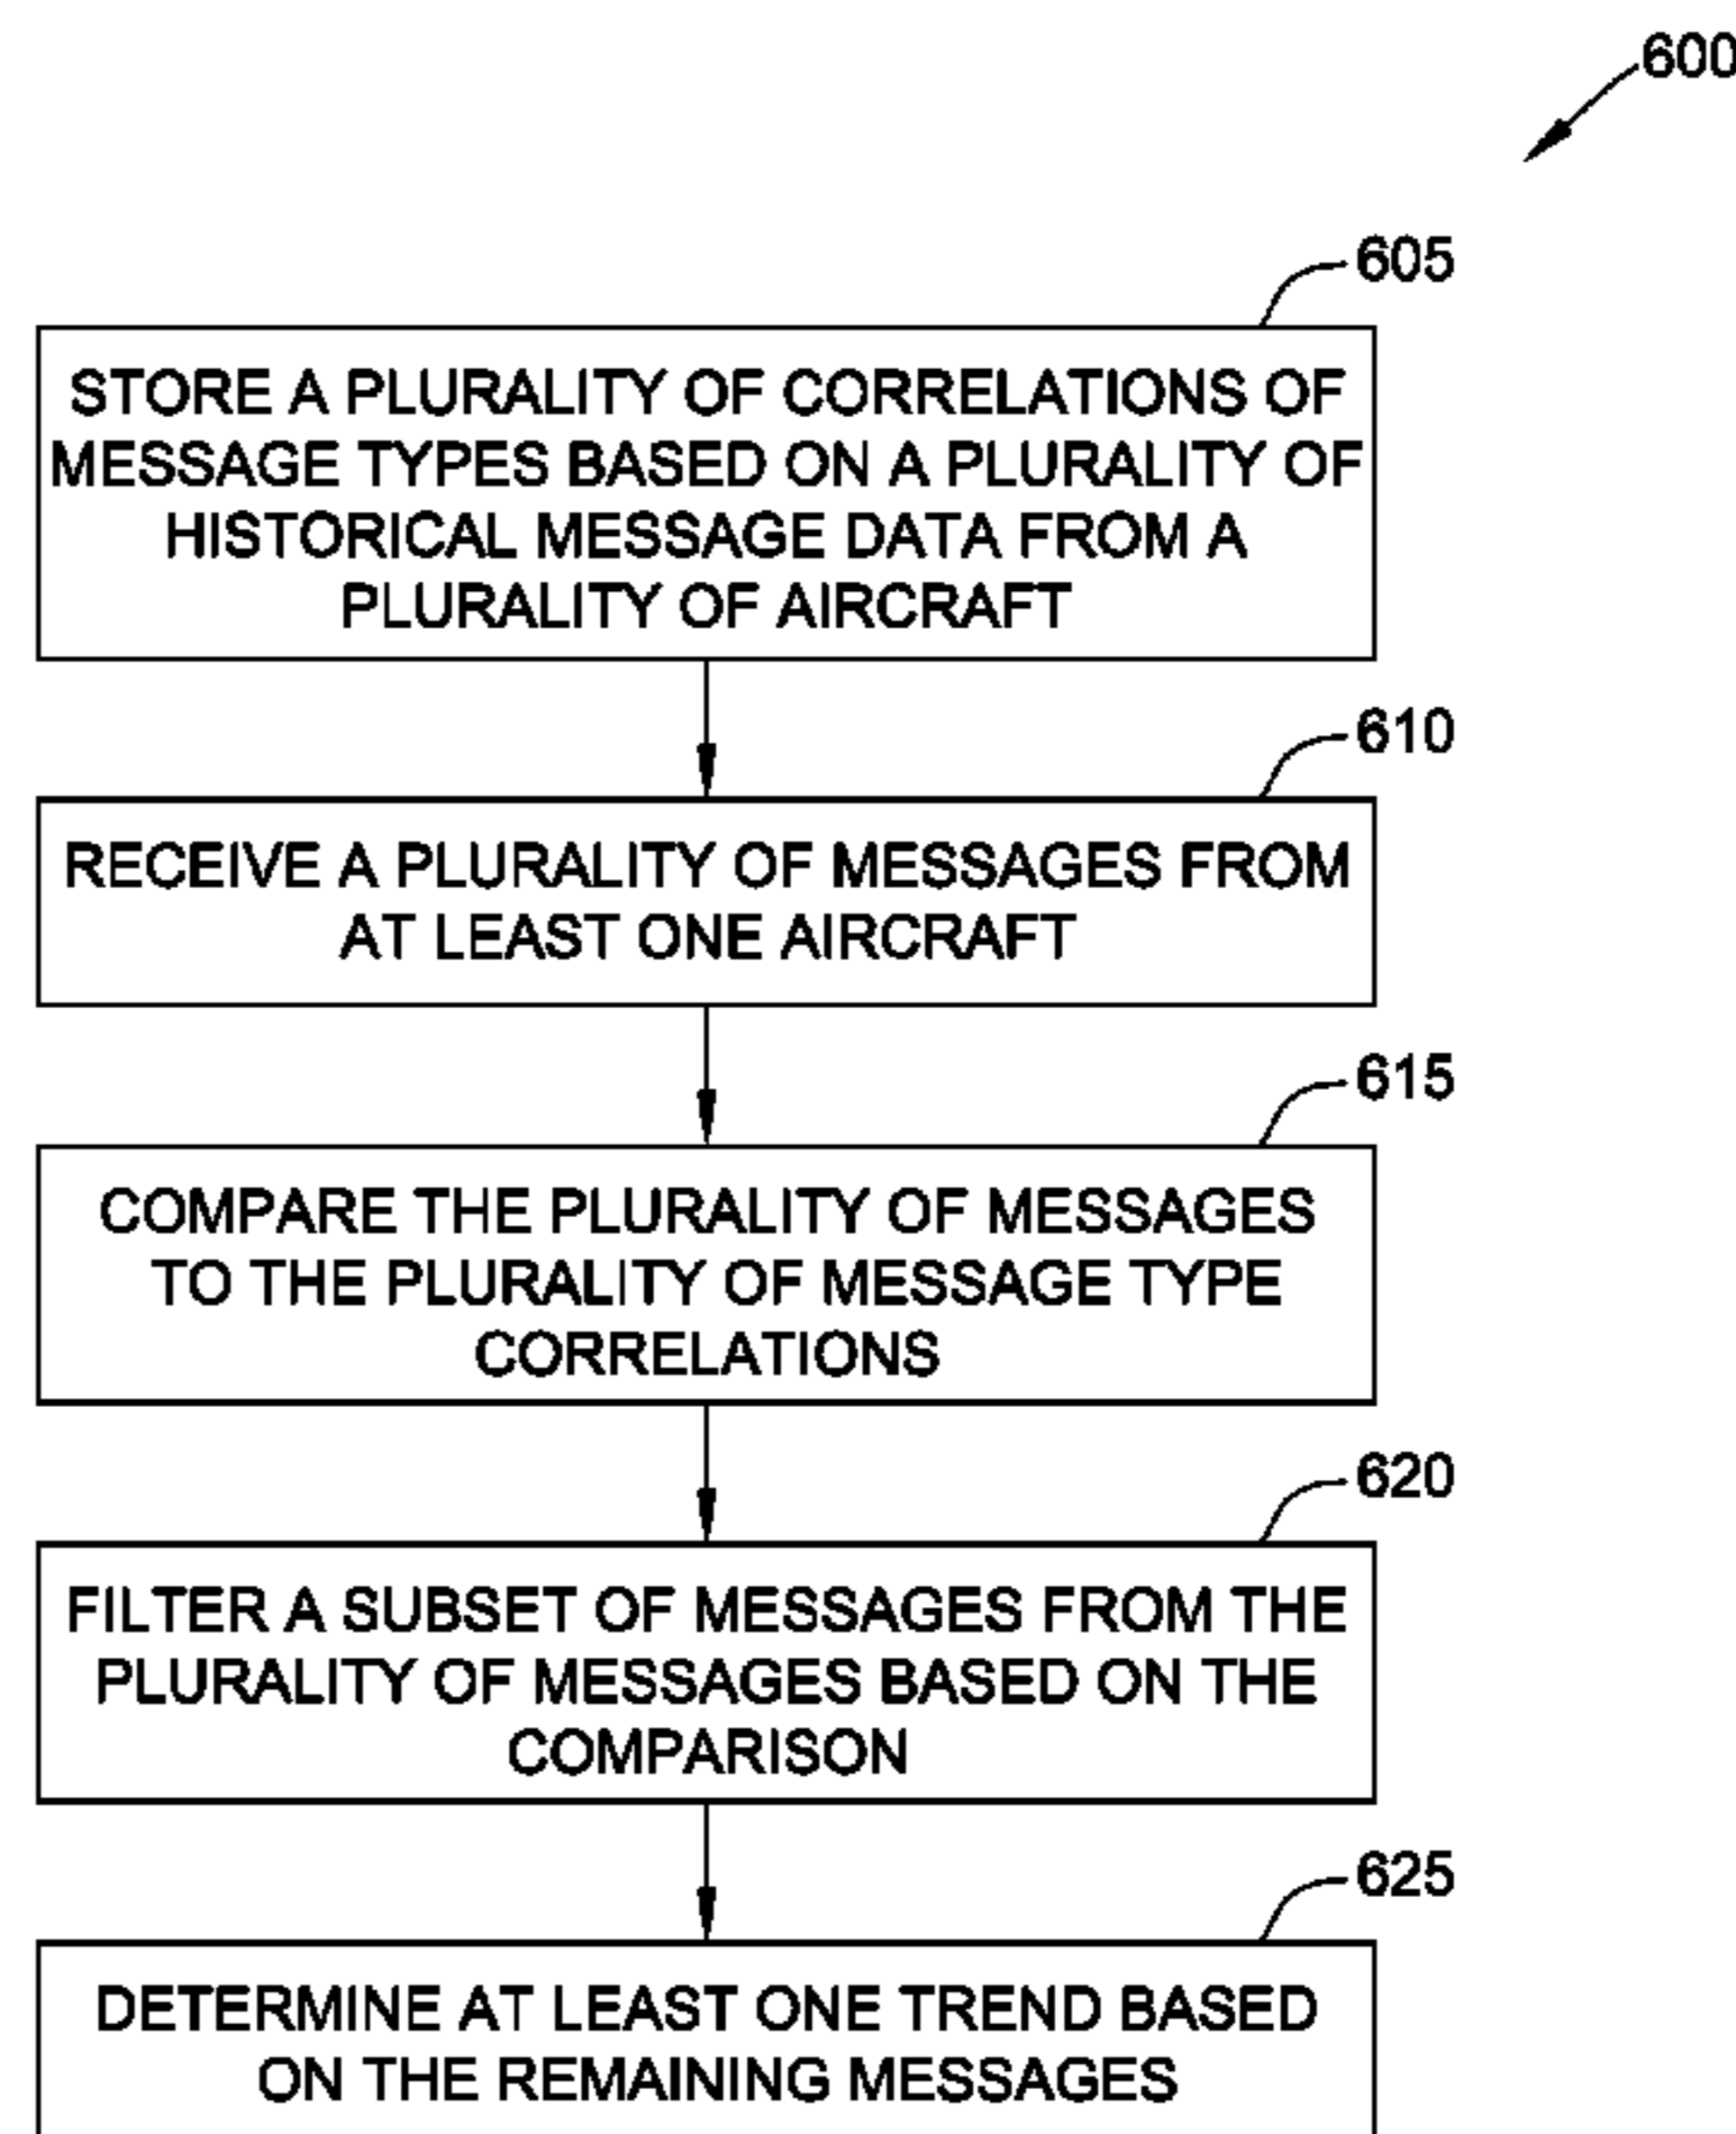 600
605
STORE A PLURALITY OF CORRELATIONS OF
MESSAGE TYPES BASED ON A PLURALITY OF
HISTORICAL MESSAGE DATA FROM A
PLURALITY OF AIRCRAFT
610
RECEIVE A PLURALITY OF MESSAGES FROM
AT LEAST ONE AIRCRAFT
615
COMPARE THE PLURALITY OF MESSAGES
TO THE PLURALITY OF MESSAGE TYPE
CORRELATIONS
620
FILTER A SUBSET OF MESSAGES FROM THE
PLURALITY OF MESSAGES BASED ON THE
COMPARISON
625
DETERMINE AT LEAST ONE TREND BASED
ON THE REMAINING MESSAGES